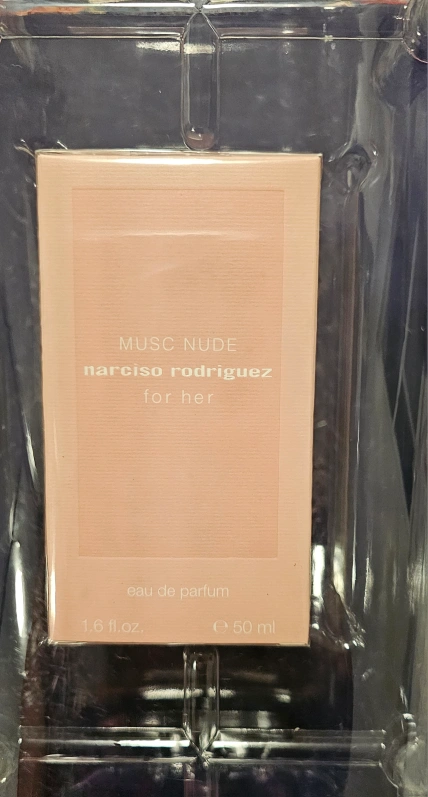 MUSC NUDE
narciso rodriguez
for her
eau de parfum
1.6 fl.oz. ℮ 50 ml